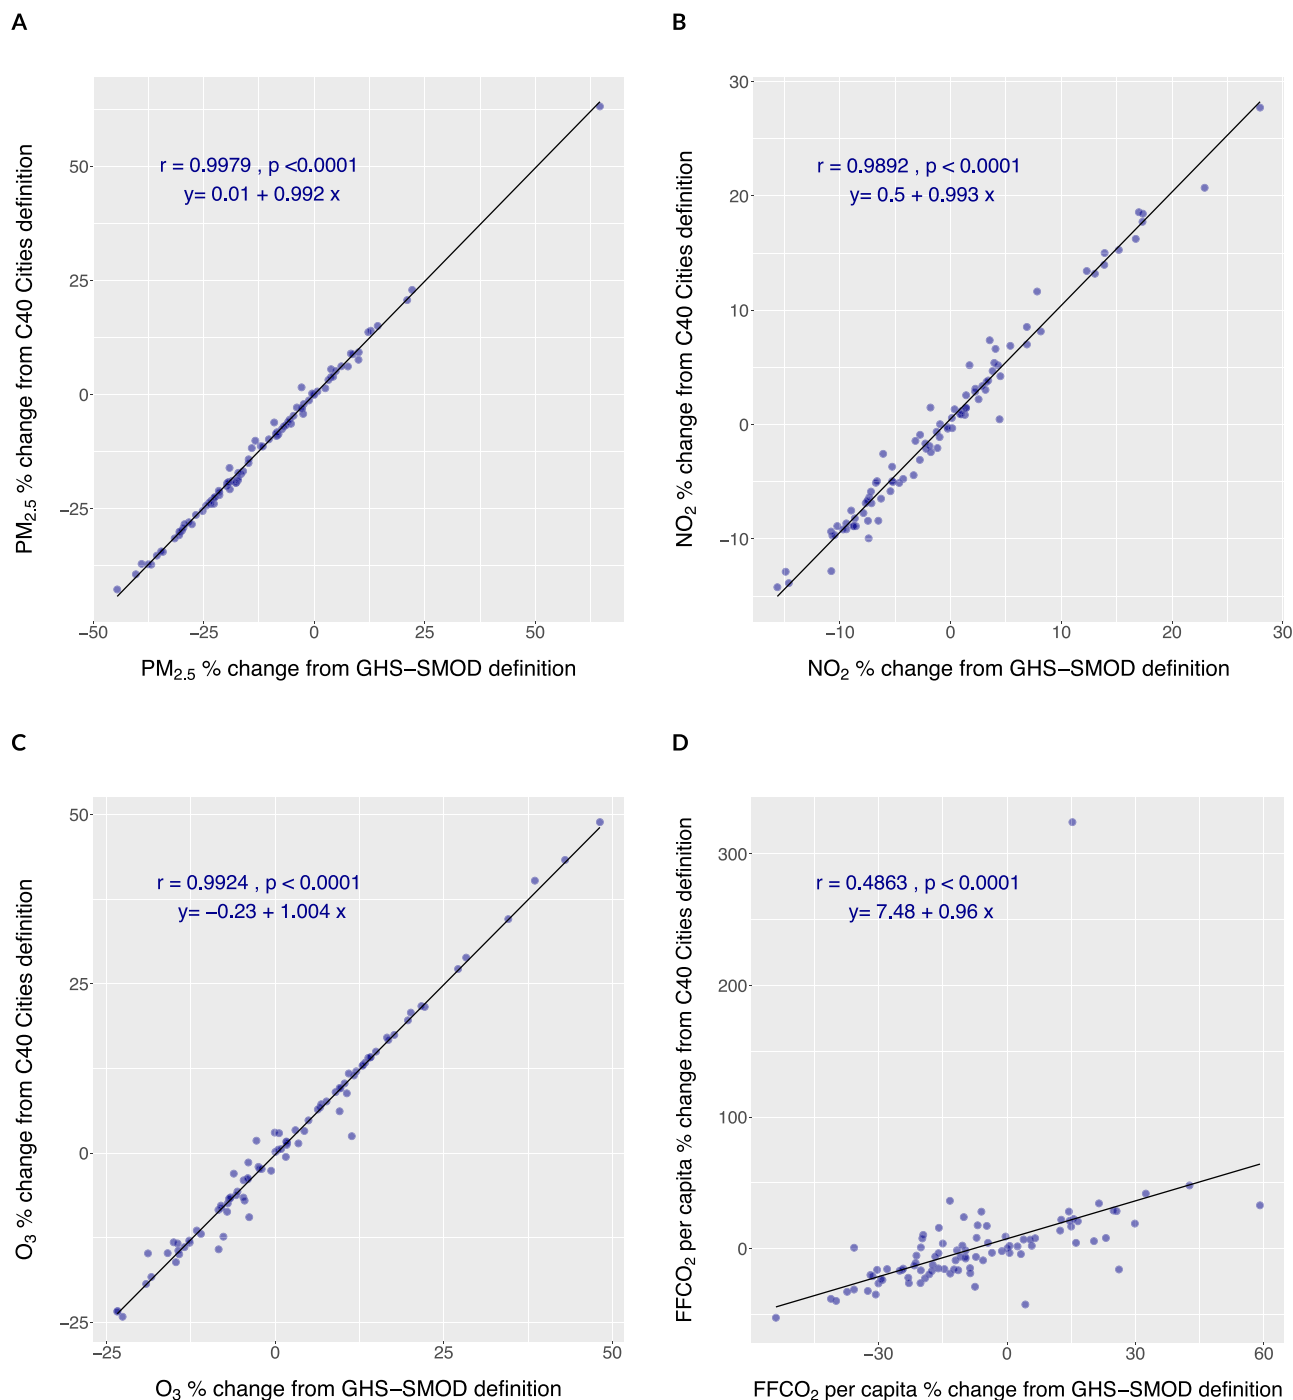 A
PM2.5 % change from C40 Cities definition
50
25
0
−25
r = 0.9979 , p <0.0001
y= 0.01 + 0.992 x
−50 −25 0 25 50
PM2.5 % change from GHS−SMOD definition
B
NO2 % change from C40 Cities definition
30
20
10
0
−10
r = 0.9892 , p < 0.0001
y= 0.5 + 0.993 x
−10 0 10 20 30
NO2 % change from GHS−SMOD definition
C
O3 % change from C40 Cities definition
50
25
0
−25
r = 0.9924 , p < 0.0001
y= −0.23 + 1.004 x
−25 0 25 50
O3 % change from GHS−SMOD definition
D
FFCO2 per capita % change from C40 Cities definition
300
200
100
0
r = 0.4863 , p < 0.0001
y= 7.48 + 0.96 x
−30 0 30 60
FFCO2 per capita % change from GHS−SMOD definition